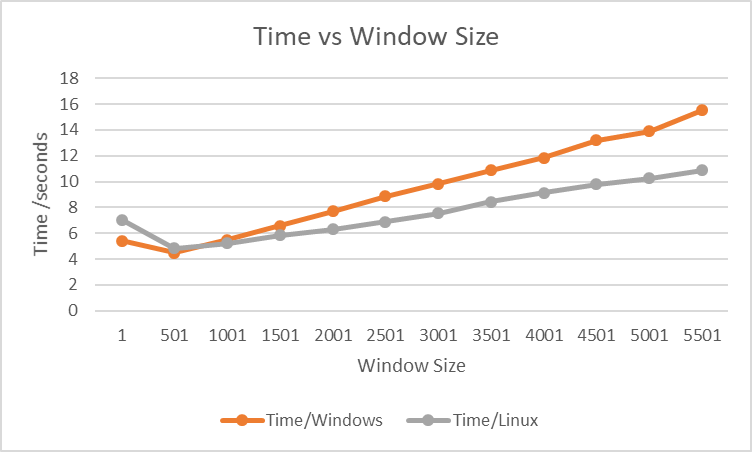 Time vs Window Size
18
16
14
12
10
8
6
4
2
0
Time /seconds
1 501 1001 1501 2001 2501 3001 3501 4001 4501 5001 5501
Window Size
Time/Windows Time/Linux